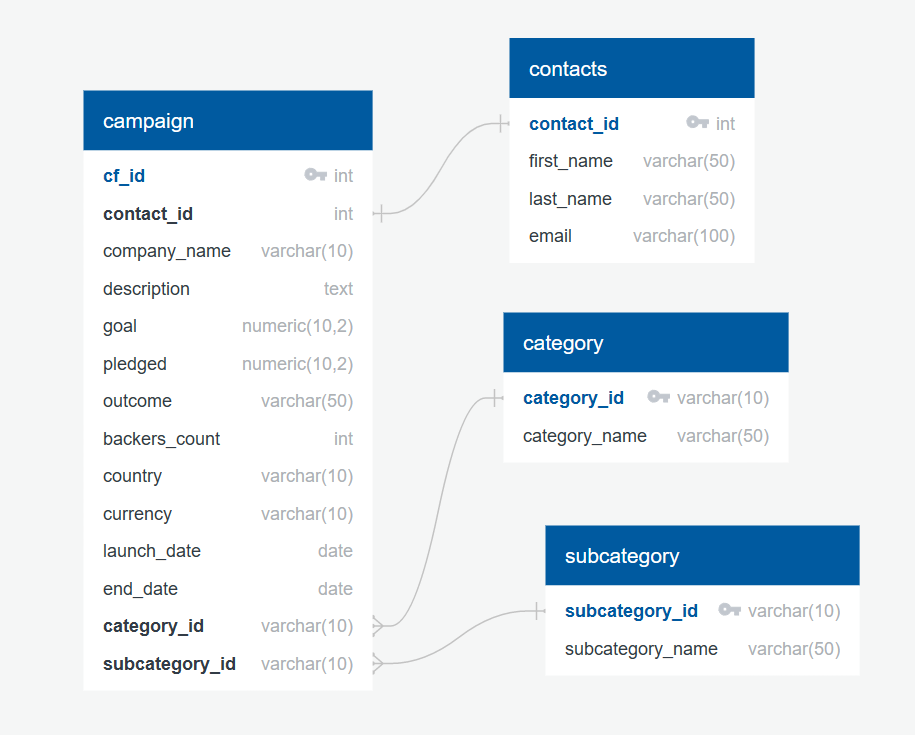 campaign
cf_id int
contact_id int
company_name varchar(10)
description text
goal numeric(10,2)
pledged numeric(10,2)
outcome varchar(50)
backers_count int
country varchar(10)
currency varchar(10)
launch_date date
end_date date
category_id varchar(10)
subcategory_id varchar(10)
contacts
contact_id int
first_name varchar(50)
last_name varchar(50)
email varchar(100)
category
category_id varchar(10)
category_name varchar(50)
subcategory
subcategory_id varchar(10)
subcategory_name varchar(50)